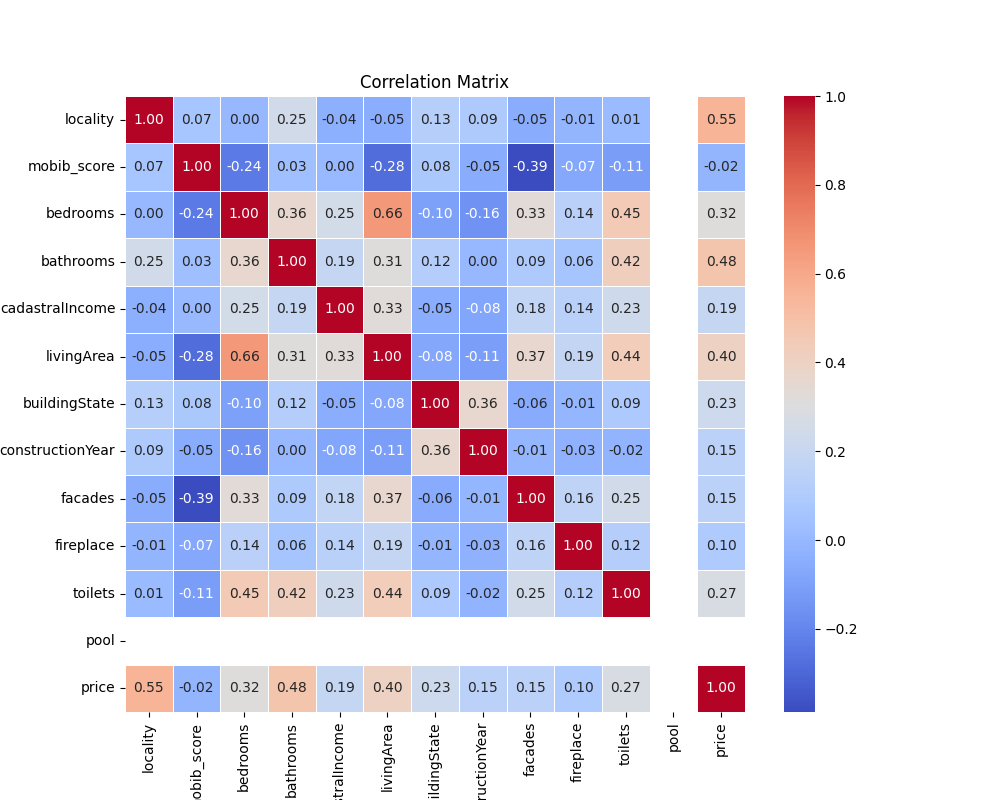 Correlation Matrix
locality 1.00 0.07 0.00 0.25 -0.04 -0.05 0.13 0.09 -0.05 -0.01 0.01 0.55
mobib_score 0.07 1.00 -0.24 0.03 0.00 -0.28 0.08 -0.05 -0.39 -0.07 -0.11 -0.02
bedrooms 0.00 -0.24 1.00 0.36 0.25 0.66 -0.10 -0.16 0.33 0.14 0.45 0.32
bathrooms 0.25 0.03 0.36 1.00 0.19 0.31 0.12 0.00 0.09 0.06 0.42 0.48
cadastralIncome -0.04 0.00 0.25 0.19 1.00 0.33 -0.05 -0.08 0.18 0.14 0.23 0.19
livingArea -0.05 -0.28 0.66 0.31 0.33 1.00 -0.08 -0.11 0.37 0.19 0.44 0.40
buildingState 0.13 0.08 -0.10 0.12 -0.05 -0.08 1.00 0.36 -0.06 -0.01 0.09 0.23
constructionYear 0.09 -0.05 -0.16 0.00 -0.08 -0.11 0.36 1.00 -0.01 -0.03 -0.02 0.15
facades -0.05 -0.39 0.33 0.09 0.18 0.37 -0.06 -0.01 1.00 0.16 0.25 0.15
fireplace -0.01 -0.07 0.14 0.06 0.14 0.19 -0.01 -0.03 0.16 1.00 0.12 0.10
toilets 0.01 -0.11 0.45 0.42 0.23 0.44 0.09 -0.02 0.25 0.12 1.00 0.27
pool
price 0.55 -0.02 0.32 0.48 0.19 0.40 0.23 0.15 0.15 0.10 0.27 1.00
locality
obib_score
bedrooms
bathrooms
stralIncome
livingArea
ildingState
ructionYear
facades
fireplace
toilets
pool
price
1.0
0.8
0.6
0.4
0.2
0.0
−0.2